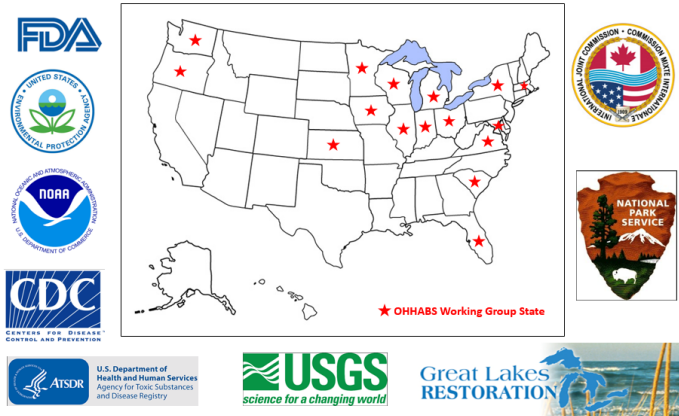 FDA
UNITED STATES
ENVIRONMENTAL PROTECTION AGENCY
NATIONAL OCEANIC AND ATMOSPHERIC ADMINISTRATION
NOAA
U.S. DEPARTMENT OF COMMERCE
CDC
CENTERS FOR DISEASE
CONTROL AND PREVENTION
OHHABS Working Group State
INTERNATIONAL JOINT COMMISSION • COMMISSION MIXTE INTERNATIONALE
1909
NATIONAL
PARK
SERVICE
ATSDR
U.S. Department of
Health and Human Services
Agency for Toxic Substances
and Disease Registry
USGS
science for a changing world
Great Lakes
RESTORATION